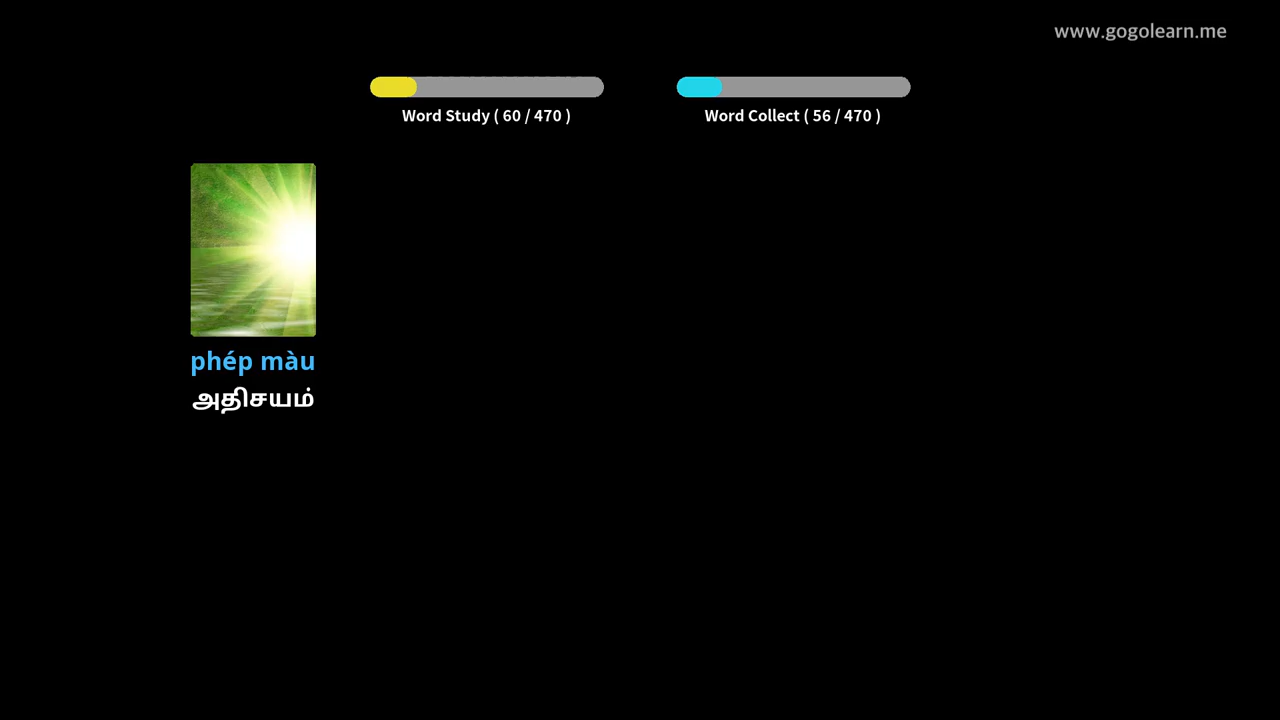 www.gogolearn.me
Word Study ( 60 / 470 )
Word Collect ( 56 / 470 )
phép màu
அதிசயம்